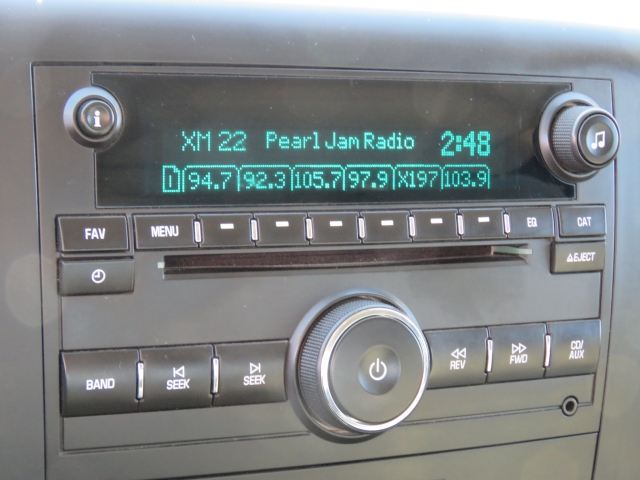 XM 22 Pearl Jam Radio 2:48
1 94.7 92.3 105.7 97.9 X197 103.9
FAV MENU EQ CAT
EJECT
BAND SEEK SEEK REV FWD CD/AUX